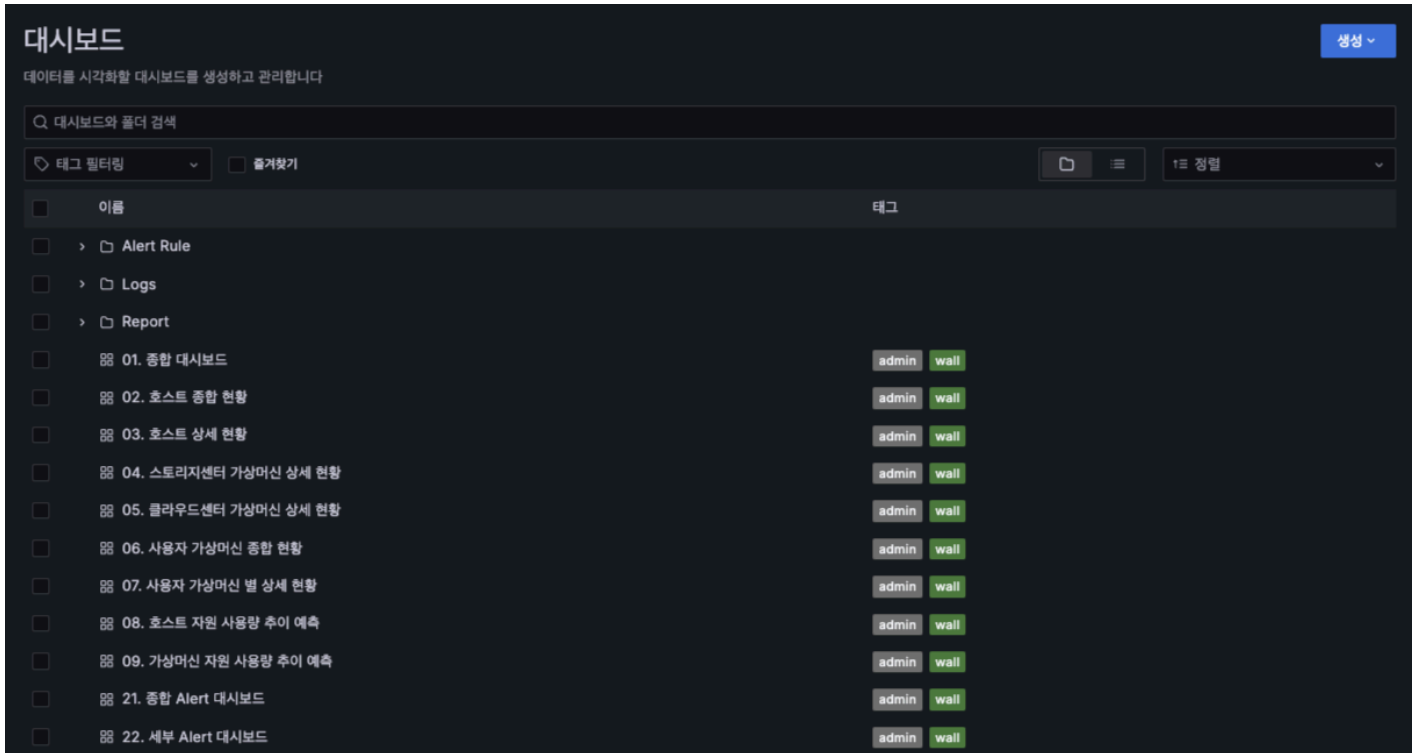 대시보드
생성
데이터를 시각화할 대시보드를 생성하고 관리합니다
대시보드와 폴더 검색
태그 필터링 즐겨찾기 정렬
이름 태그
Alert Rule
Logs
Report
01. 종합 대시보드 admin wall
02. 호스트 종합 현황 admin wall
03. 호스트 상세 현황 admin wall
04. 스토리지센터 가상머신 상세 현황 admin wall
05. 클라우드센터 가상머신 상세 현황 admin wall
06. 사용자 가상머신 종합 현황 admin wall
07. 사용자 가상머신 별 상세 현황 admin wall
08. 호스트 자원 사용량 추이 예측 admin wall
09. 가상머신 자원 사용량 추이 예측 admin wall
21. 종합 Alert 대시보드 admin wall
22. 세부 Alert 대시보드 admin wall